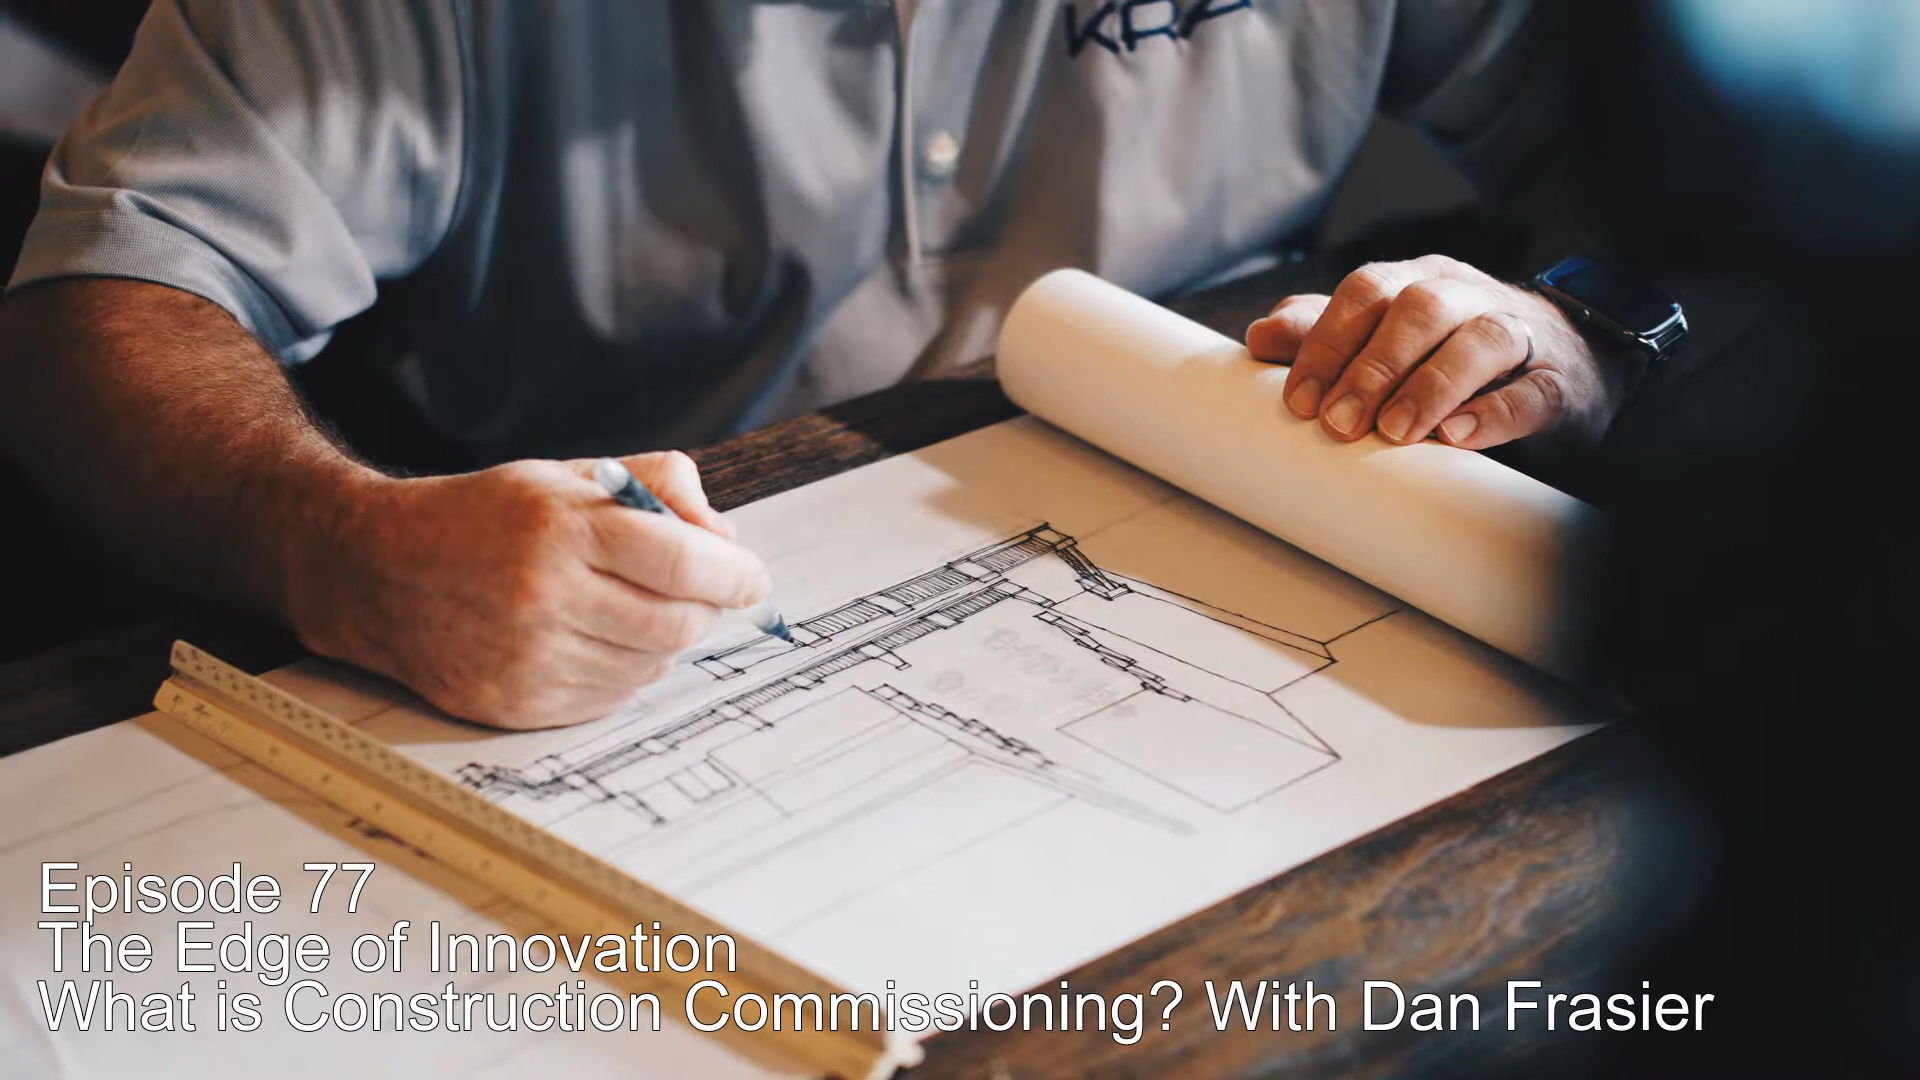 Episode 77
The Edge of Innovation
What is Construction Commissioning? With Dan Frasier